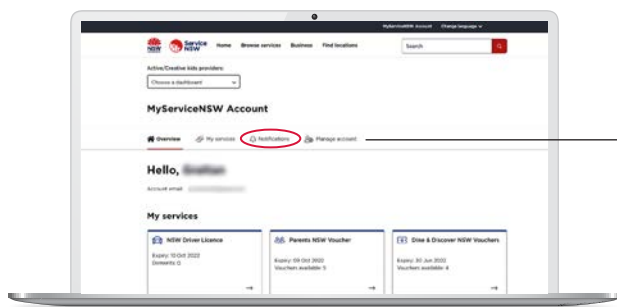 MyServiceNSW Account Change language
NSW Service NSW Home Browse services Business Find locations Search
Active/Creative kids providers:
Choose a dashboard
MyServiceNSW Account
Overview My services Notifications Manage account
Hello,
Account email
My services
NSW Driver Licence Parents NSW Voucher Dine & Discover NSW Vouchers
Expiry: 13 Oct 2022 Expiry: 09 Oct 2022 Expiry: 30 Jun 2022
Demerits: 0 Vouchers available: 5 Vouchers available: 4